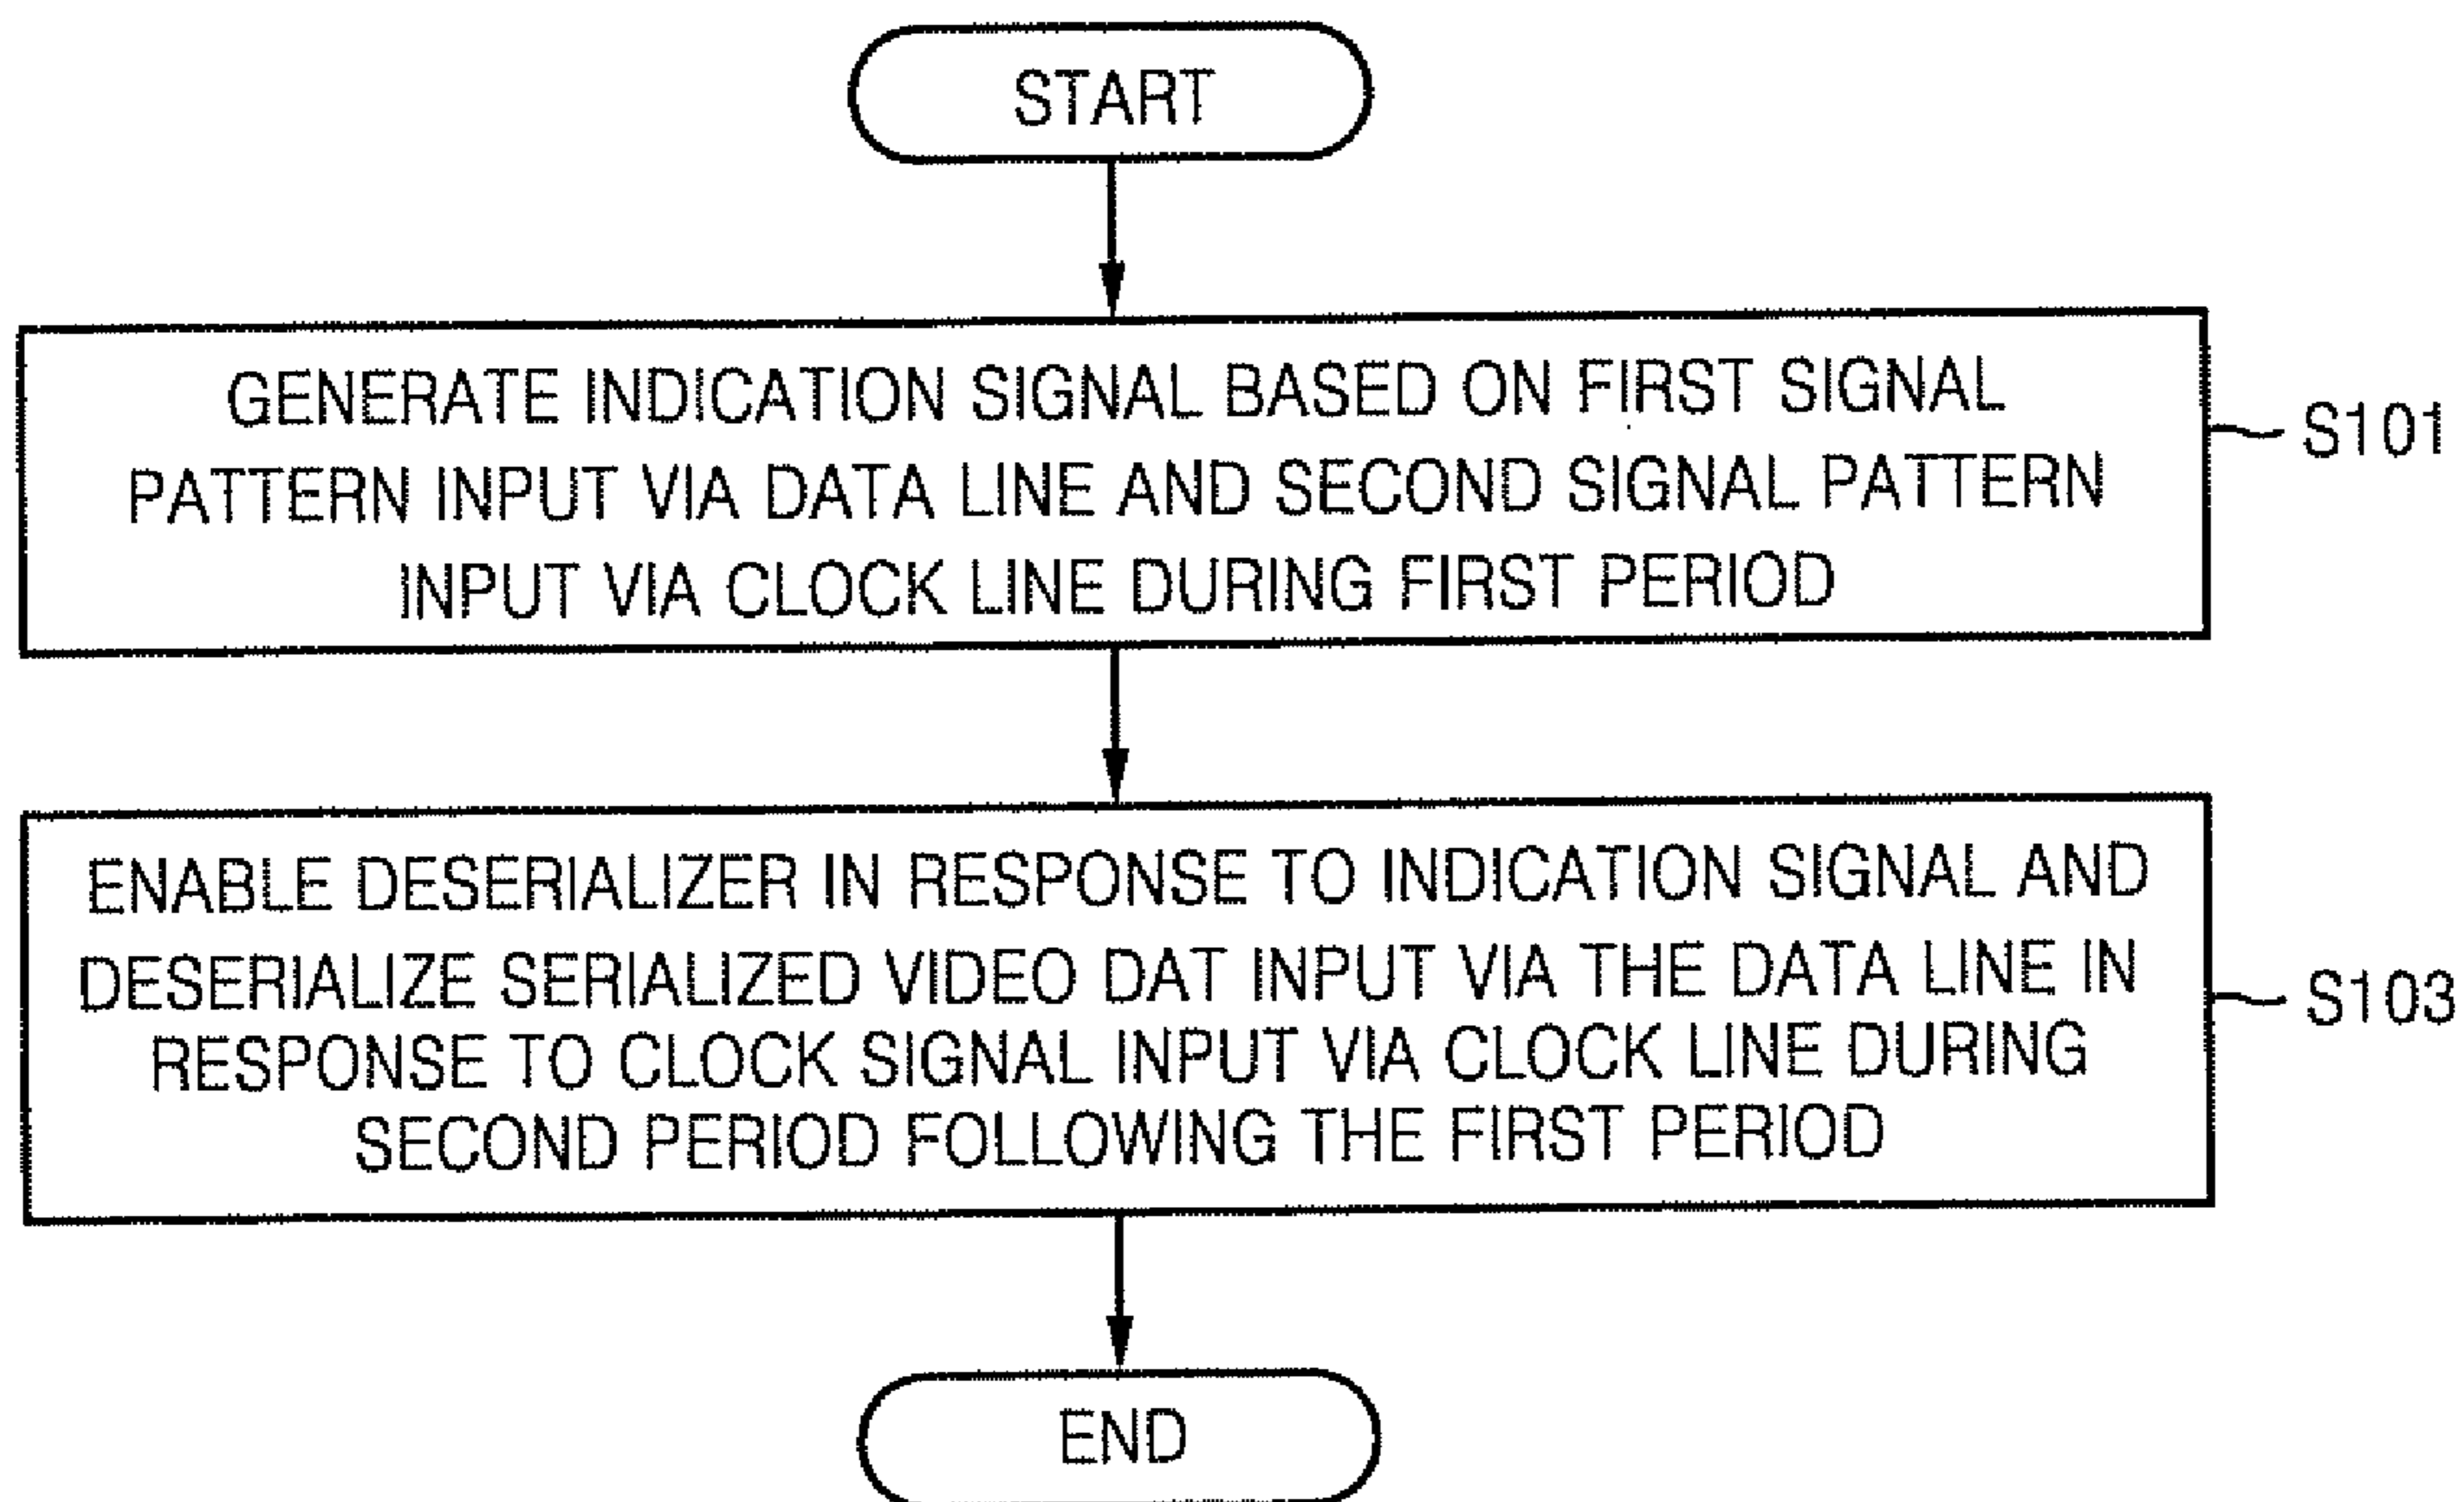 START
GENERATE INDICATION SIGNAL BASED ON FIRST SIGNAL
PATTERN INPUT VIA DATA LINE AND SECOND SIGNAL PATTERN
INPUT VIA CLOCK LINE DURING FIRST PERIOD
S101
ENABLE DESERIALIZER IN RESPONSE TO INDICATION SIGNAL AND
DESERIALIZE SERIALIZED VIDEO DAT INPUT VIA THE DATA LINE IN
RESPONSE TO CLOCK SIGNAL INPUT VIA CLOCK LINE DURING
SECOND PERIOD FOLLOWING THE FIRST PERIOD
S103
END